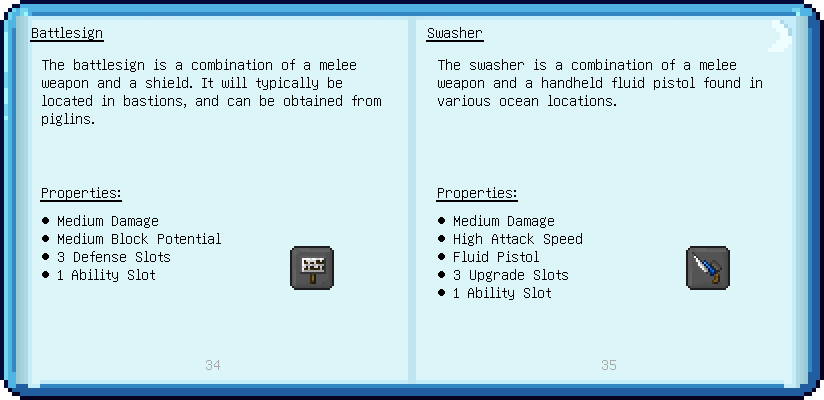 Battlesign
The battlesign is a combination of a melee
weapon and a shield. It will typically be
located in bastions, and can be obtained from
piglins.
Properties:
• Medium Damage
• Medium Block Potential
• 3 Defense Slots
• 1 Ability Slot
34
Swasher
The swasher is a combination of a melee
weapon and a handheld fluid pistol found in
various ocean locations.
Properties:
• Medium Damage
• High Attack Speed
• Fluid Pistol
• 3 Upgrade Slots
• 1 Ability Slot
35